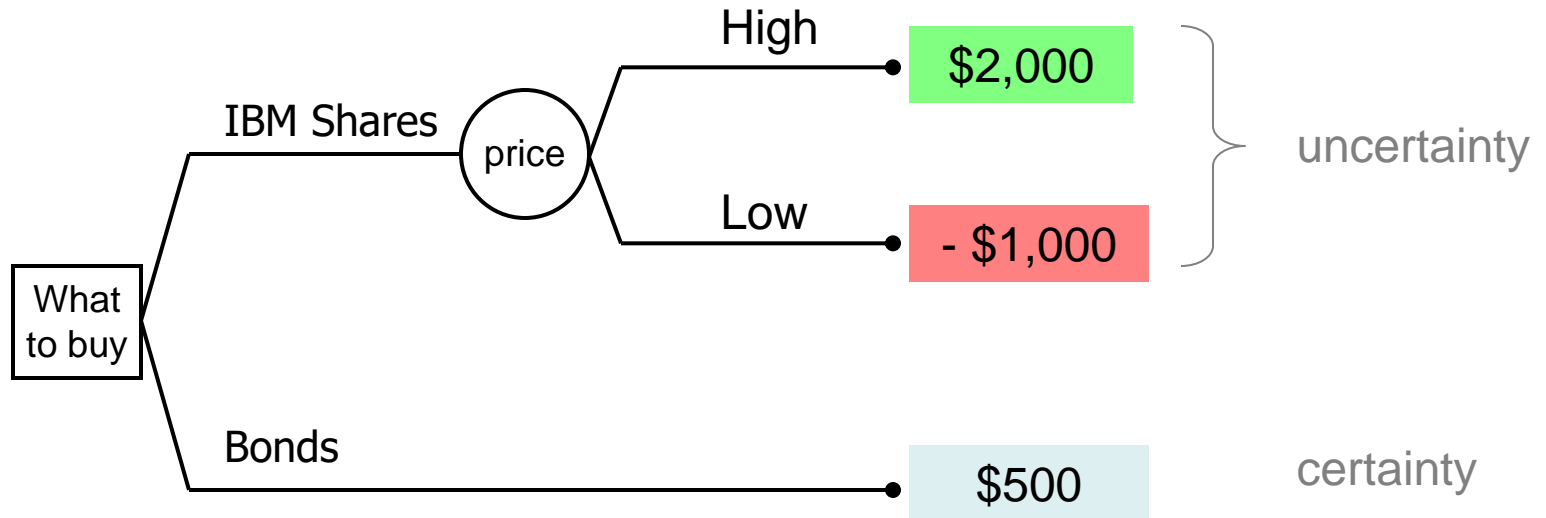 High
$2,000
IBM Shares
price
uncertainty
Low
- $1,000
What
to buy
Bonds
$500
certainty